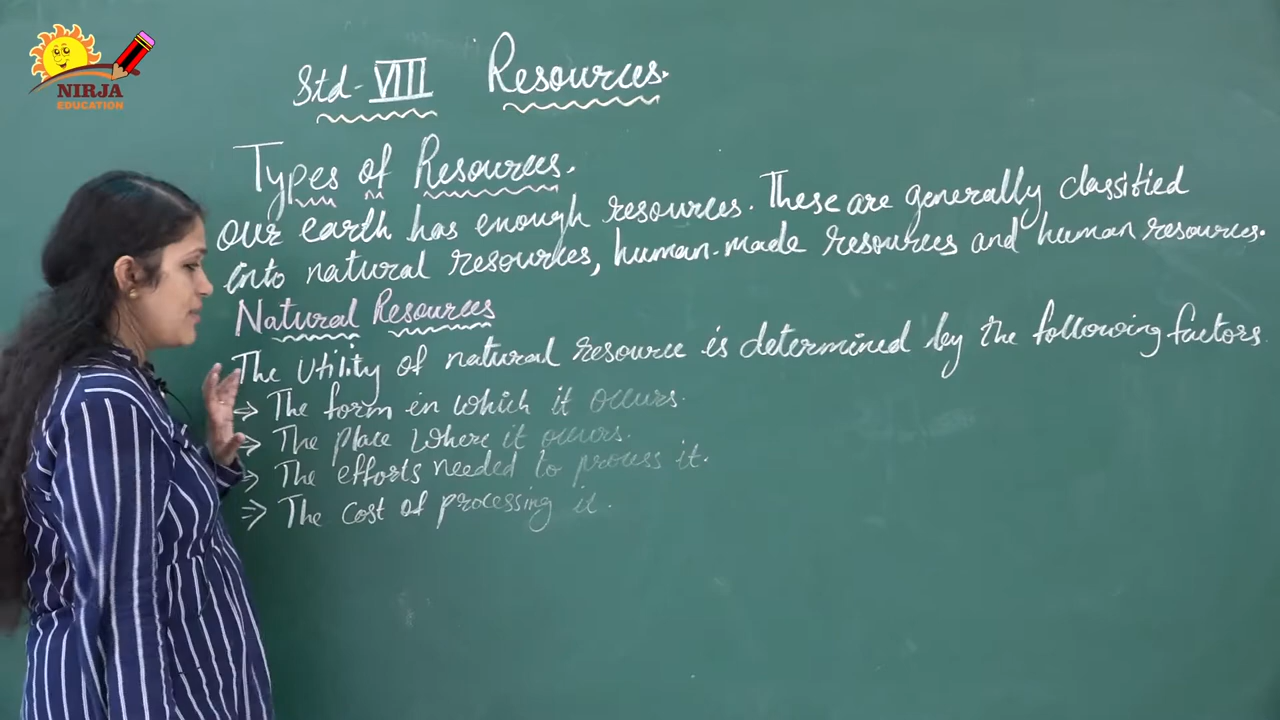 NIRJA
EDUCATION
Std- VIII Resources.
Types of Resources.
our earth has enough resources. These are generally classified
into natural resources, human-made resources and human resources.
Natural Resources
The Utility of natural resource is determined by the following factors.
⇒ The form in which it occurs.
⇒ The place where it occurs.
⇒ The efforts needed to process it.
⇒ The cost of processing it.